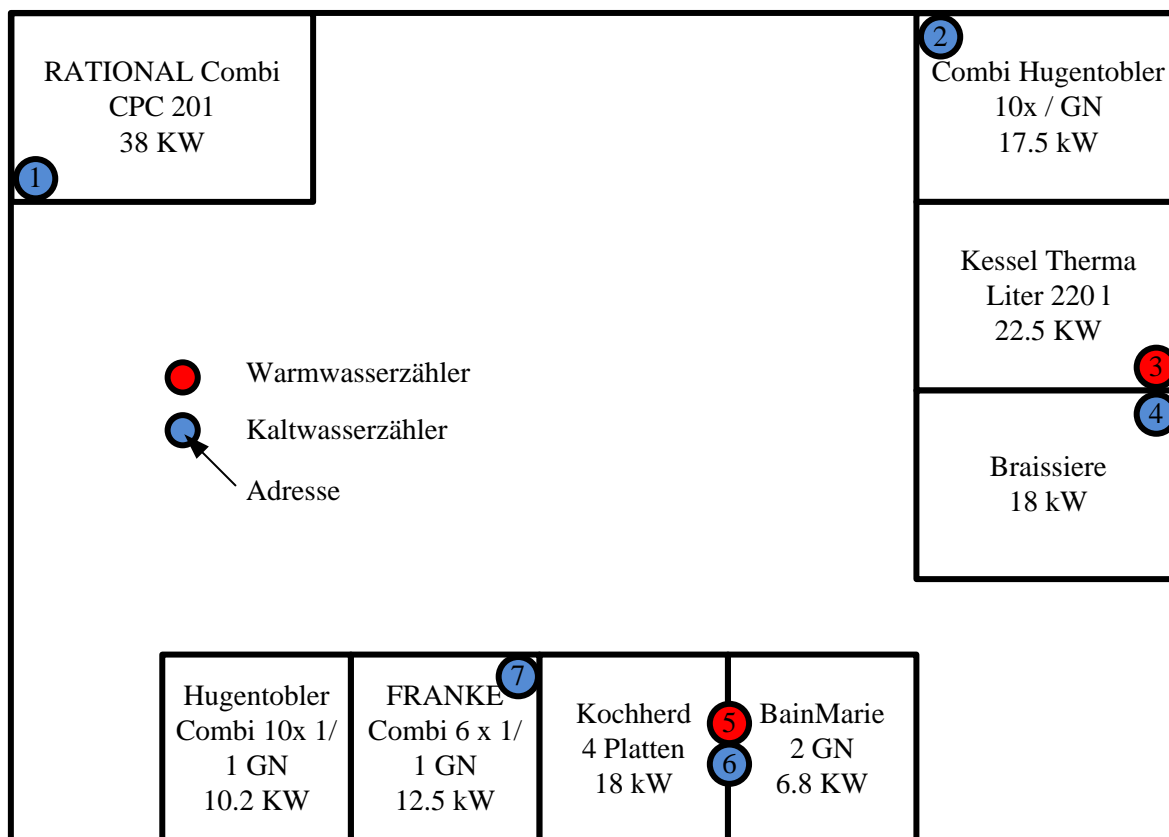 RATIONAL Combi
CPC 201
38 KW
1
2
Combi Hugentobler
10x / GN
17.5 kW
Kessel Therma
Liter 220 l
22.5 KW
3
4
Braissiere
18 kW
Warmwasserzähler
Kaltwasserzähler
Adresse
Hugentobler
Combi 10x 1/
1 GN
10.2 KW
7
FRANKE
Combi 6 x 1/
1 GN
12.5 kW
Kochherd
4 Platten
18 kW
5
6
BainMarie
2 GN
6.8 KW